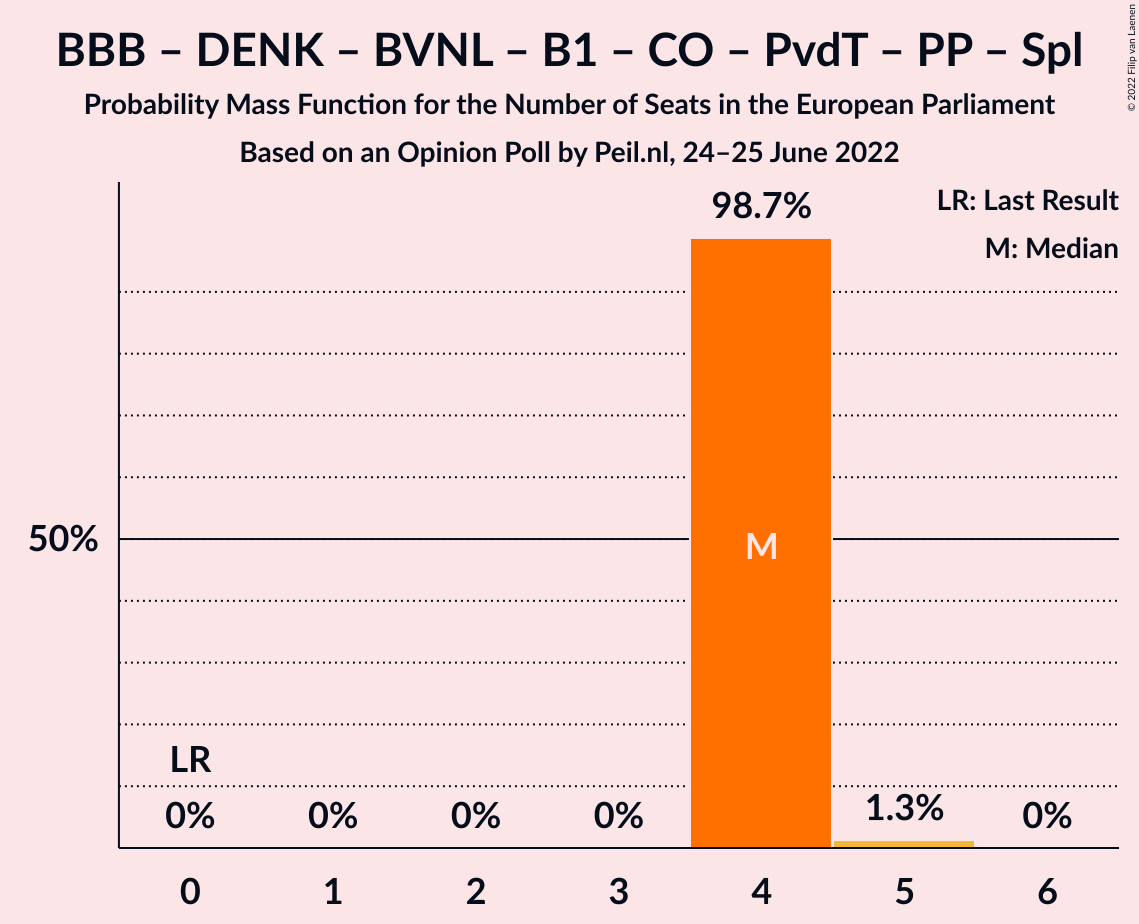 BBB – DENK – BVNL – B1 – CO – PvdT – PP – Spl
Probability Mass Function for the Number of Seats in the European Parliament
Based on an Opinion Poll by Peil.nl, 24–25 June 2022
© 2022 Filip van Laenen
LR: Last Result
M: Median
98.7%
50%
M
LR
0%
0%
0%
0%
1.3%
0%
0
1
2
3
4
5
6